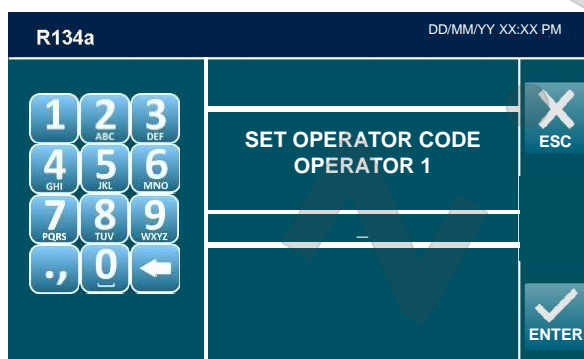 R134a
DD/MM/YY XX:XX PM
1 2 ABC 3 DEF
4 GHI 5 JKL 6 MNO
7 PQRS 8 TUV 9 WXYZ
., 0
SET OPERATOR CODE
OPERATOR 1
_
ESC
ENTER